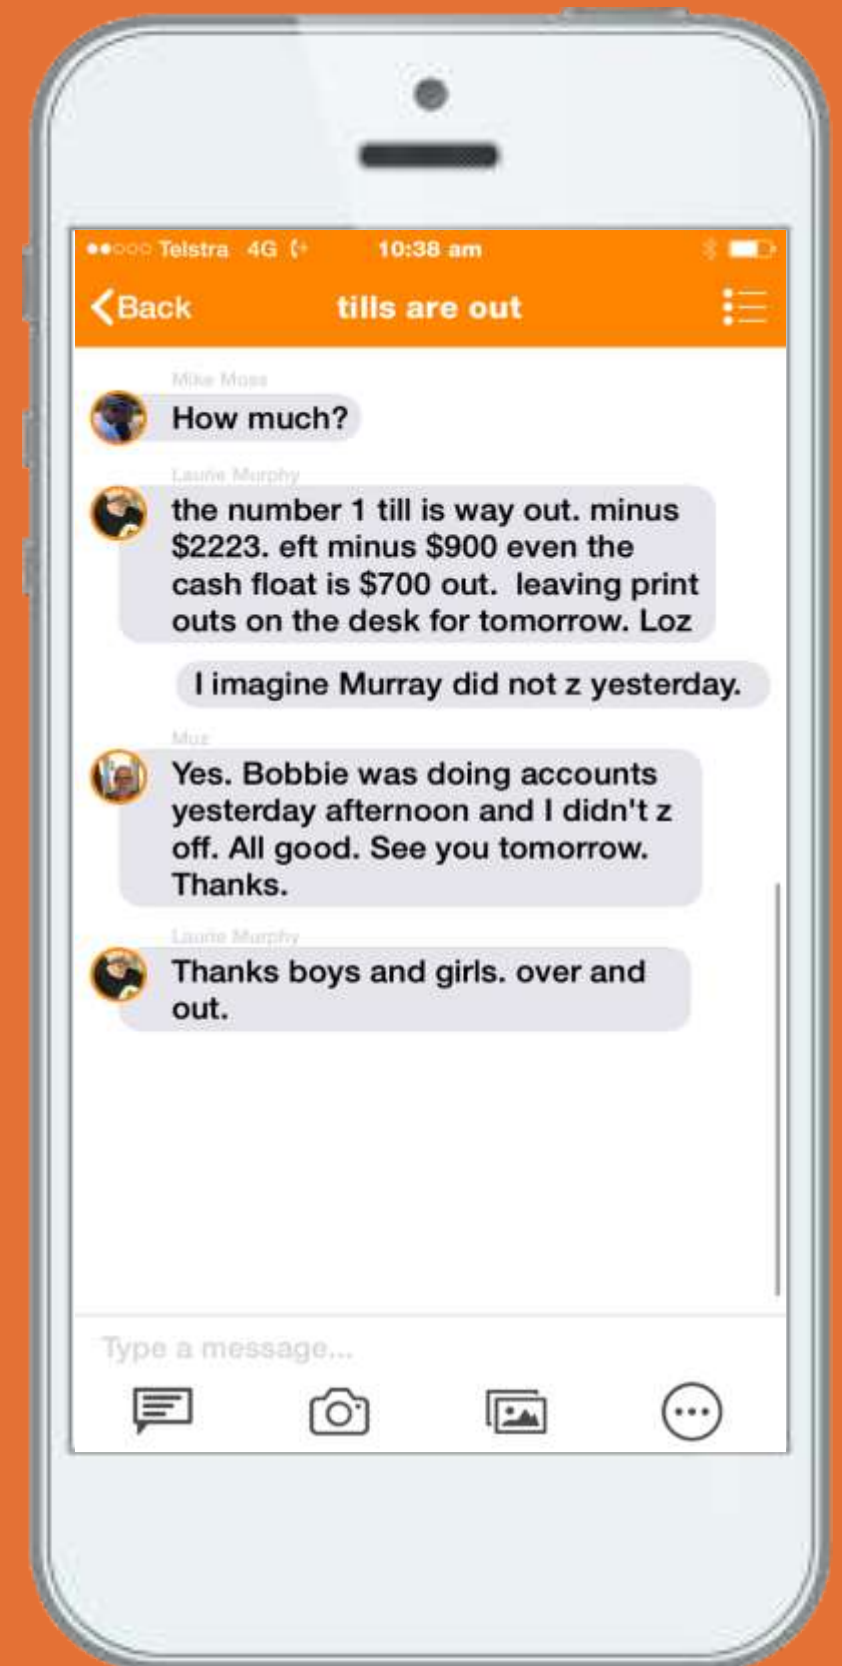 Telstra 4G 10:38 am
Back tills are out
Mike Moss
How much?
Laurie Murphy
the number 1 till is way out. minus
$2223. eft minus $900 even the
cash float is $700 out. leaving print
outs on the desk for tomorrow. Loz
I imagine Murray did not z yesterday.
Muz
Yes. Bobbie was doing accounts
yesterday afternoon and I didn't z
off. All good. See you tomorrow.
Thanks.
Laurie Murphy
Thanks boys and girls. over and
out.
Type a message...